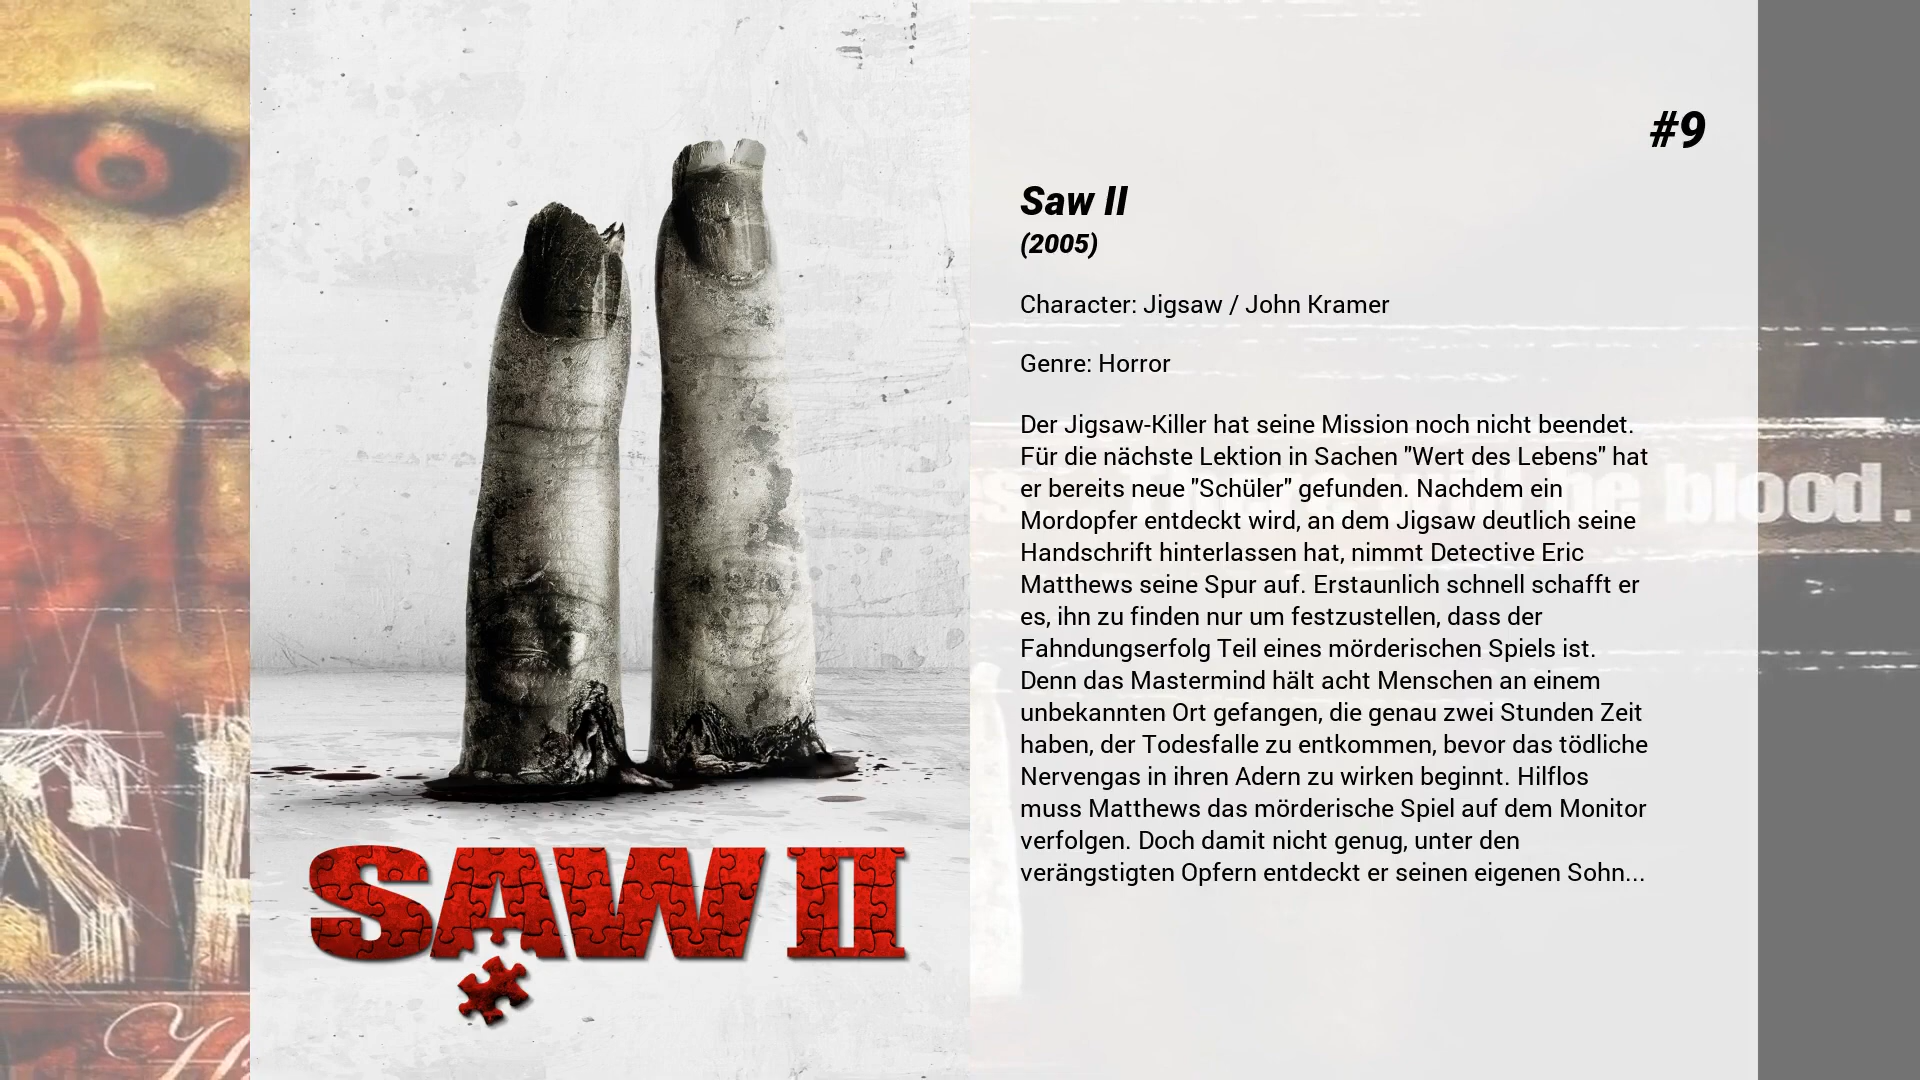 #9
Saw II
(2005)
Character: Jigsaw / John Kramer
Genre: Horror
Der Jigsaw-Killer hat seine Mission noch nicht beendet.
Für die nächste Lektion in Sachen "Wert des Lebens" hat
er bereits neue "Schüler" gefunden. Nachdem ein
Mordopfer entdeckt wird, an dem Jigsaw deutlich seine
Handschrift hinterlassen hat, nimmt Detective Eric
Matthews seine Spur auf. Erstaunlich schnell schafft er
es, ihn zu finden nur um festzustellen, dass der
Fahndungserfolg Teil eines mörderischen Spiels ist.
Denn das Mastermind hält acht Menschen an einem
unbekannten Ort gefangen, die genau zwei Stunden Zeit
haben, der Todesfalle zu entkommen, bevor das tödliche
Nervengas in ihren Adern zu wirken beginnt. Hilflos
muss Matthews das mörderische Spiel auf dem Monitor
verfolgen. Doch damit nicht genug, unter den
verängstigten Opfern entdeckt er seinen eigenen Sohn...
be blood.
SAW II